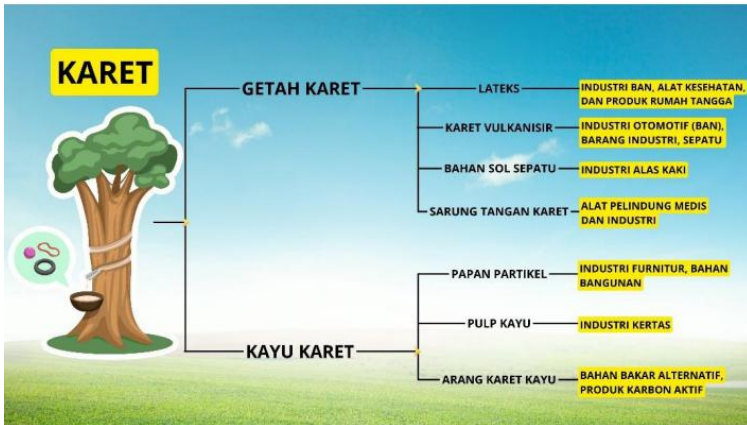 KARET
GETAH KARET
LATEKS
INDUSTRI BAN, ALAT KESEHATAN,
DAN PRODUK RUMAH TANGGA
KARET VULKANISIR
INDUSTRI OTOMOTIF (BAN),
BARANG INDUSTRI, SEPATU
BAHAN SOL SEPATU
INDUSTRI ALAS KAKI
SARUNG TANGAN KARET
ALAT PELINDUNG MEDIS
DAN INDUSTRI
KAYU KARET
PAPAN PARTIKEL
INDUSTRI FURNITUR, BAHAN
BANGUNAN
PULP KAYU
INDUSTRI KERTAS
ARANG KARET KAYU
BAHAN BAKAR ALTERNATIF,
PRODUK KARBON AKTIF